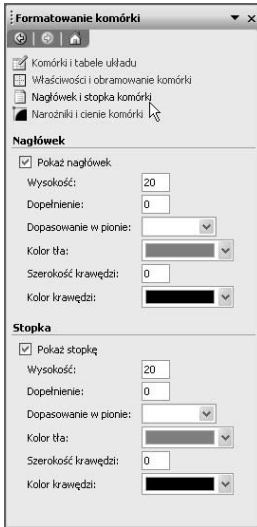 Formatowanie komórki
Komórki i tabele układu
Właściwości i obramowanie komórki
Nagłówek i stopka komórki
Narożniki i cienie komórki
Nagłówek
Pokaż nagłówek
Wysokość: 20
Dopełnienie: 0
Dopasowanie w pionie:
Kolor tła:
Szerokość krawędzi: 0
Kolor krawędzi:
Stopka
Pokaż stopkę
Wysokość: 20
Dopełnienie: 0
Dopasowanie w pionie:
Kolor tła:
Szerokość krawędzi: 0
Kolor krawędzi: